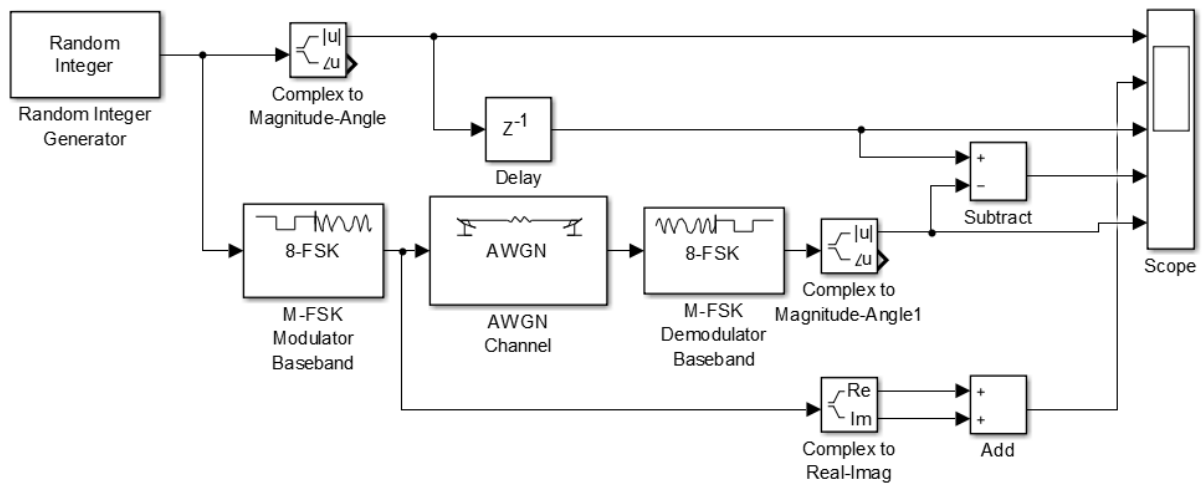 Random
Integer
Random Integer
Generator
|u|
∠u
Complex to
Magnitude-Angle
Z-1
Delay
+
−
Subtract
Scope
8-FSK
M-FSK
Modulator
Baseband
AWGN
AWGN
Channel
8-FSK
M-FSK
Demodulator
Baseband
|u|
∠u
Complex to
Magnitude-Angle1
Re
Im
Complex to
Real-Imag
+
+
Add